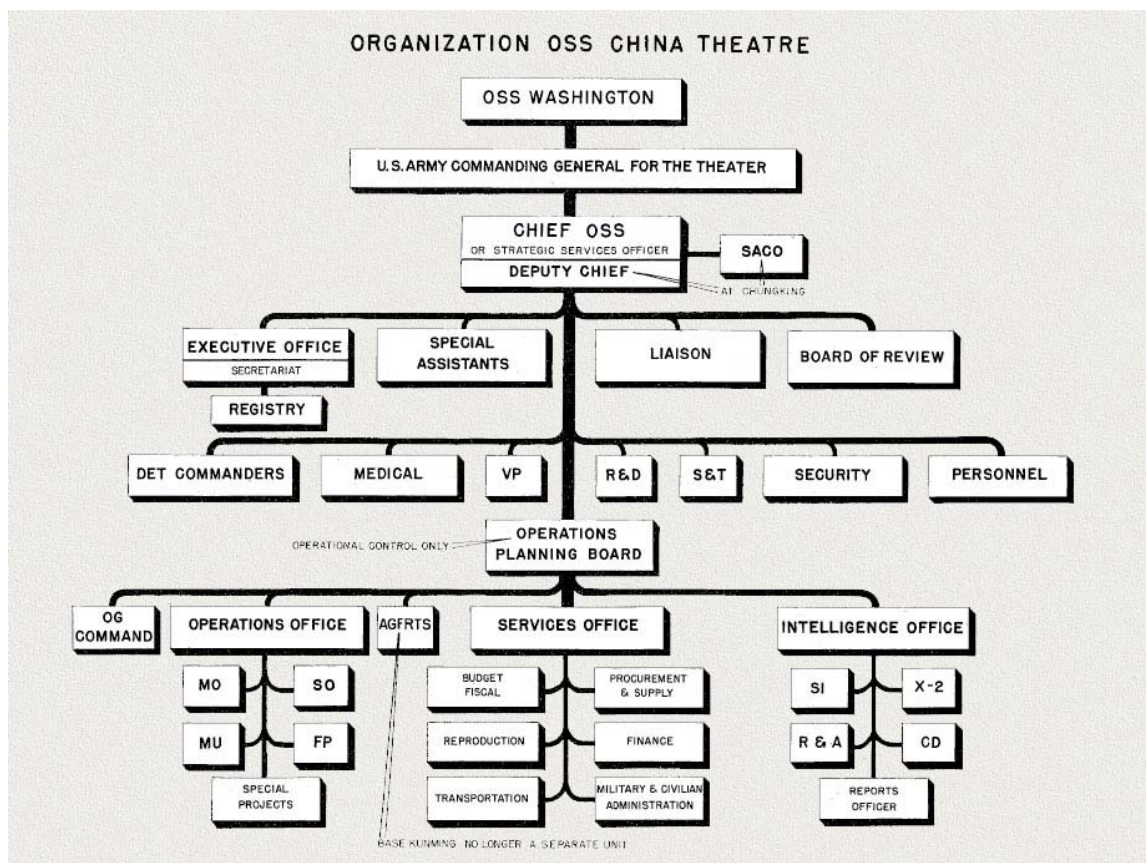 ORGANIZATION OSS CHINA THEATRE
OSS WASHINGTON
U.S. ARMY COMMANDING GENERAL FOR THE THEATER
CHIEF OSS
OR STRATEGIC SERVICES OFFICER
DEPUTY CHIEF
SACO
AT CHUNGKING
EXECUTIVE OFFICE
SECRETARIAT
REGISTRY
SPECIAL
ASSISTANTS
LIAISON
BOARD OF REVIEW
DET COMMANDERS
MEDICAL
VP
R&D
S&T
SECURITY
PERSONNEL
OPERATIONS
PLANNING BOARD
OPERATIONAL CONTROL ONLY
OG
COMMAND
OPERATIONS OFFICE
AGFRTS
SERVICES OFFICE
INTELLIGENCE OFFICE
MO
SO
MU
FP
SPECIAL
PROJECTS
BUDGET
FISCAL
PROCUREMENT
& SUPPLY
REPRODUCTION
FINANCE
TRANSPORTATION
MILITARY & CIVILIAN
ADMINISTRATION
SI
X-2
R & A
CD
REPORTS
OFFICER
BASE KUNMING NO LONGER A SEPARATE UNIT